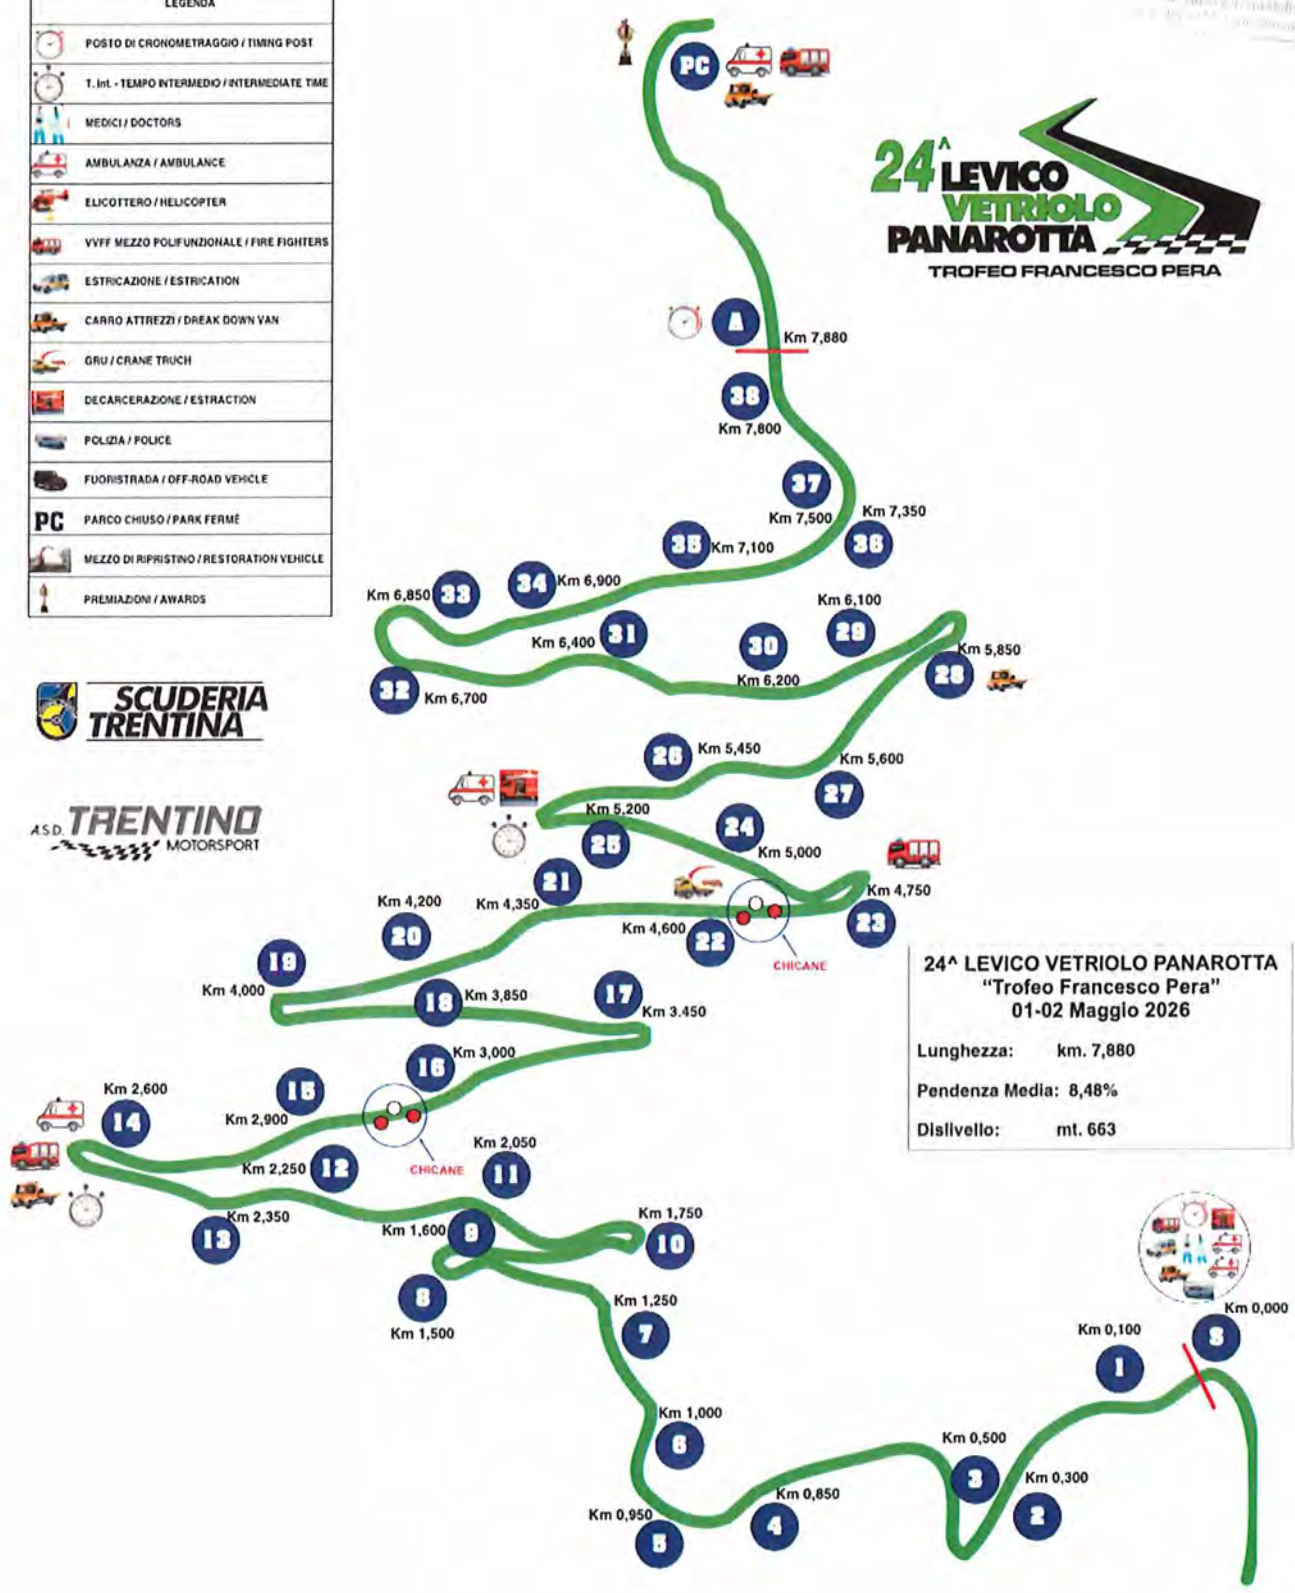 LEGENDA
POSTO DI CRONOMETRAGGIO / TIMING POST
T. Int. - TEMPO INTERMEDIO / INTERMEDIATE TIME
MEDICI / DOCTORS
AMBULANZA / AMBULANCE
ELICOTTERO / HELICOPTER
VVFF MEZZO POLIFUNZIONALE / FIRE FIGHTERS
ESTRICAZIONE / ESTRICATION
CARRO ATTREZZI / DREAK DOWN VAN
GRU / CRANE TRUCH
DECARCERAZIONE / ESTRACTION
POLIZIA / POLICE
FUORISTRADA / OFF-ROAD VEHICLE
PC PARCO CHIUSO / PARK FERMÉ
MEZZO DI RIPRISTINO / RESTORATION VEHICLE
PREMIAZIONI / AWARDS
PC
24^ LEVICO
VETRIOLO
PANAROTTA
TROFEO FRANCESCO PERA
A
Km 7,880
38
Km 7,800
37
Km 7,500
Km 7,350
36
35
Km 7,100
34
Km 6,900
Km 6,850
33
Km 6,400
31
30
Km 6,200
Km 6,100
29
Km 5,850
28
32
Km 6,700
SCUDERIA
TRENTINA
A.S.D. TRENTINO
MOTORSPORT
26
Km 5,450
Km 5,600
27
Km 5,200
25
24
Km 5,000
21
Km 4,350
Km 4,750
23
Km 4,600
22
CHICANE
Km 4,200
20
19
Km 4,000
18
Km 3,850
17
Km 3.450
24^ LEVICO VETRIOLO PANAROTTA
“Trofeo Francesco Pera”
01-02 Maggio 2026
Lunghezza: km. 7,880
Pendenza Media: 8,48%
Dislivello: mt. 663
Km 3,000
16
15
Km 2,900
Km 2,600
14
CHICANE
Km 2,250
12
Km 2,050
11
Km 2,350
13
Km 1,600
9
Km 1,750
10
8
Km 1,500
Km 1,250
7
Km 1,000
6
Km 0,950
5
Km 0,850
4
Km 0,500
3
Km 0,300
2
Km 0,100
1
Km 0,000
S